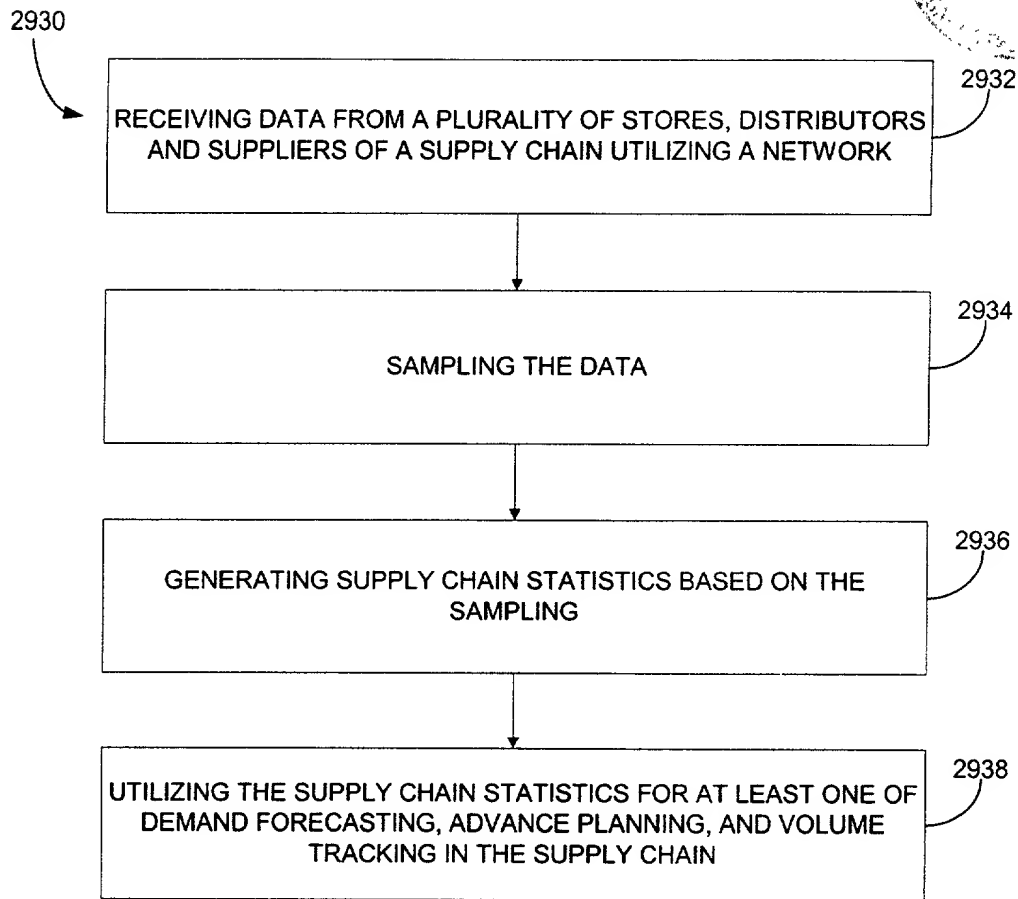 2930
2932
RECEIVING DATA FROM A PLURALITY OF STORES, DISTRIBUTORS
AND SUPPLIERS OF A SUPPLY CHAIN UTILIZING A NETWORK
2934
SAMPLING THE DATA
2936
GENERATING SUPPLY CHAIN STATISTICS BASED ON THE
SAMPLING
2938
UTILIZING THE SUPPLY CHAIN STATISTICS FOR AT LEAST ONE OF
DEMAND FORECASTING, ADVANCE PLANNING, AND VOLUME
TRACKING IN THE SUPPLY CHAIN